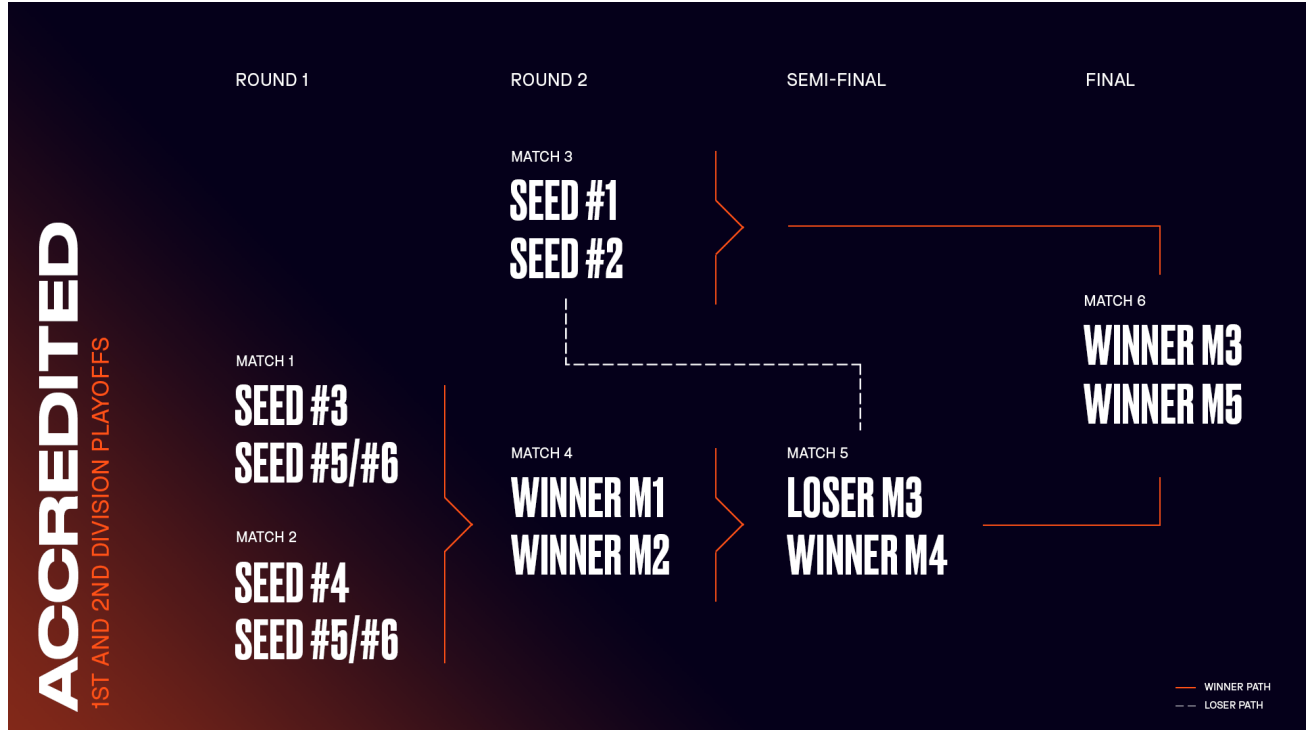 ACCREDITED
1ST AND 2ND DIVISION PLAYOFFS
ROUND 1
ROUND 2
SEMI-FINAL
FINAL
MATCH 1
SEED #3
SEED #5/#6
MATCH 2
SEED #4
SEED #5/#6
MATCH 3
SEED #1
SEED #2
MATCH 4
WINNER M1
WINNER M2
MATCH 5
LOSER M3
WINNER M4
MATCH 6
WINNER M3
WINNER M5
WINNER PATH
LOSER PATH